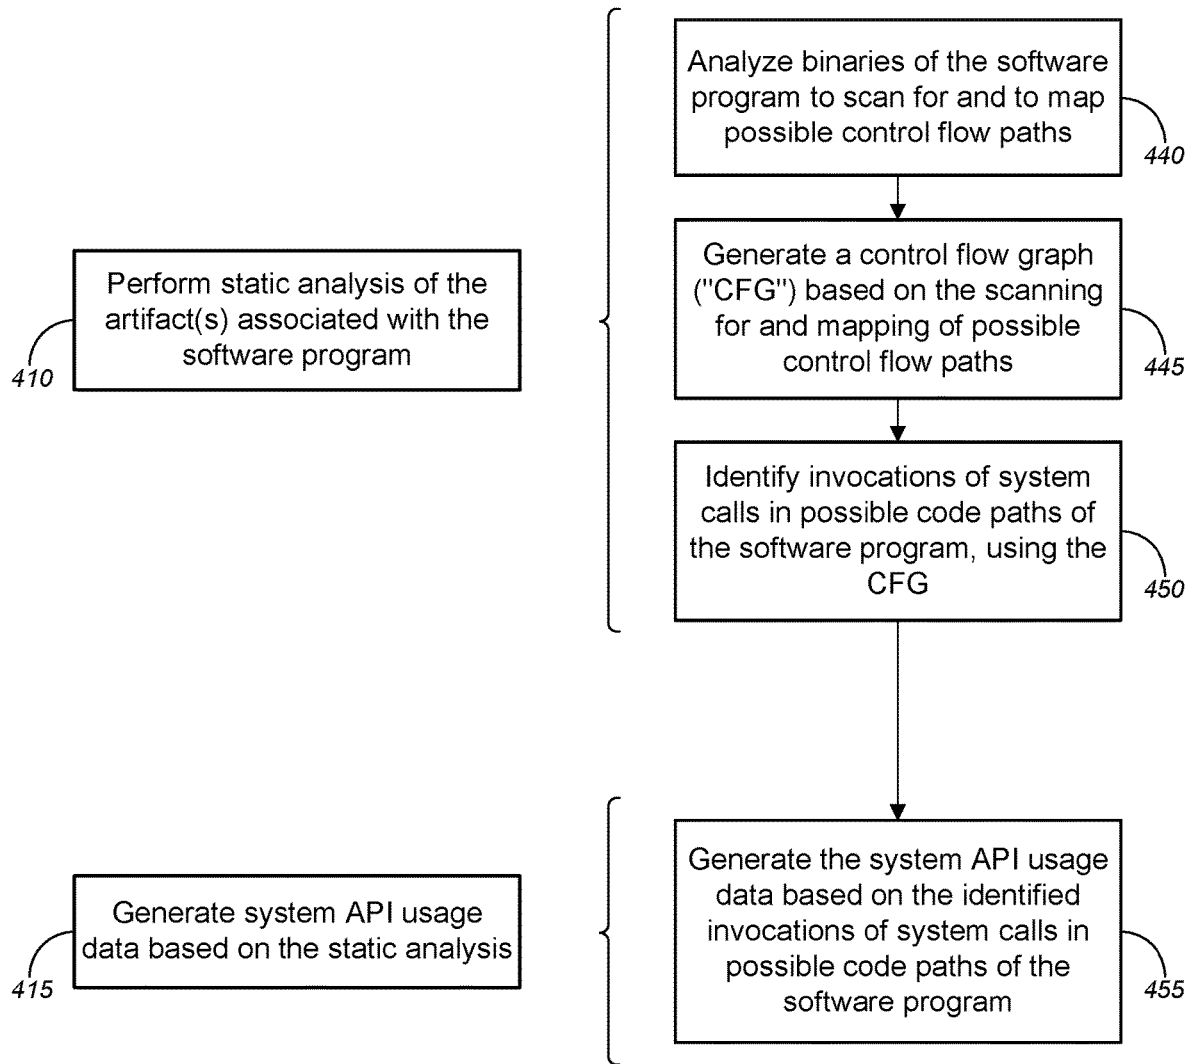 Analyze binaries of the software
program to scan for and to map
possible control flow paths
440
Generate a control flow graph
("CFG") based on the scanning
for and mapping of possible
control flow paths
445
Perform static analysis of the
artifact(s) associated with the
software program
410
Identify invocations of system
calls in possible code paths of
the software program, using the
CFG
450
Generate the system API usage
data based on the identified
invocations of system calls in
possible code paths of the
software program
455
Generate system API usage
data based on the static analysis
415